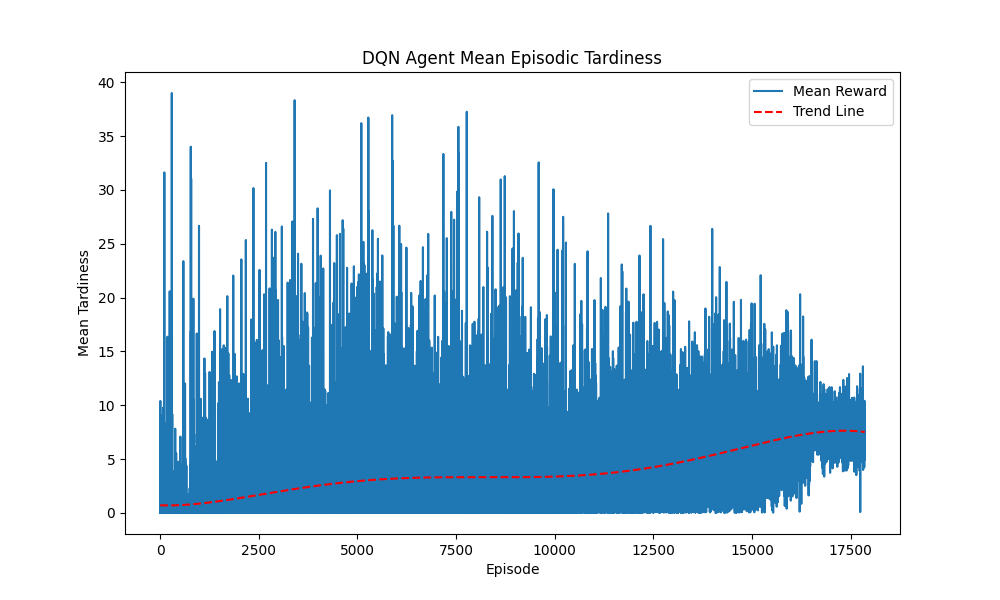 DQN Agent Mean Episodic Tardiness
Mean Reward
Trend Line
40
35
30
25
20
15
10
5
0
Mean Tardiness
0 2500 5000 7500 10000 12500 15000 17500
Episode